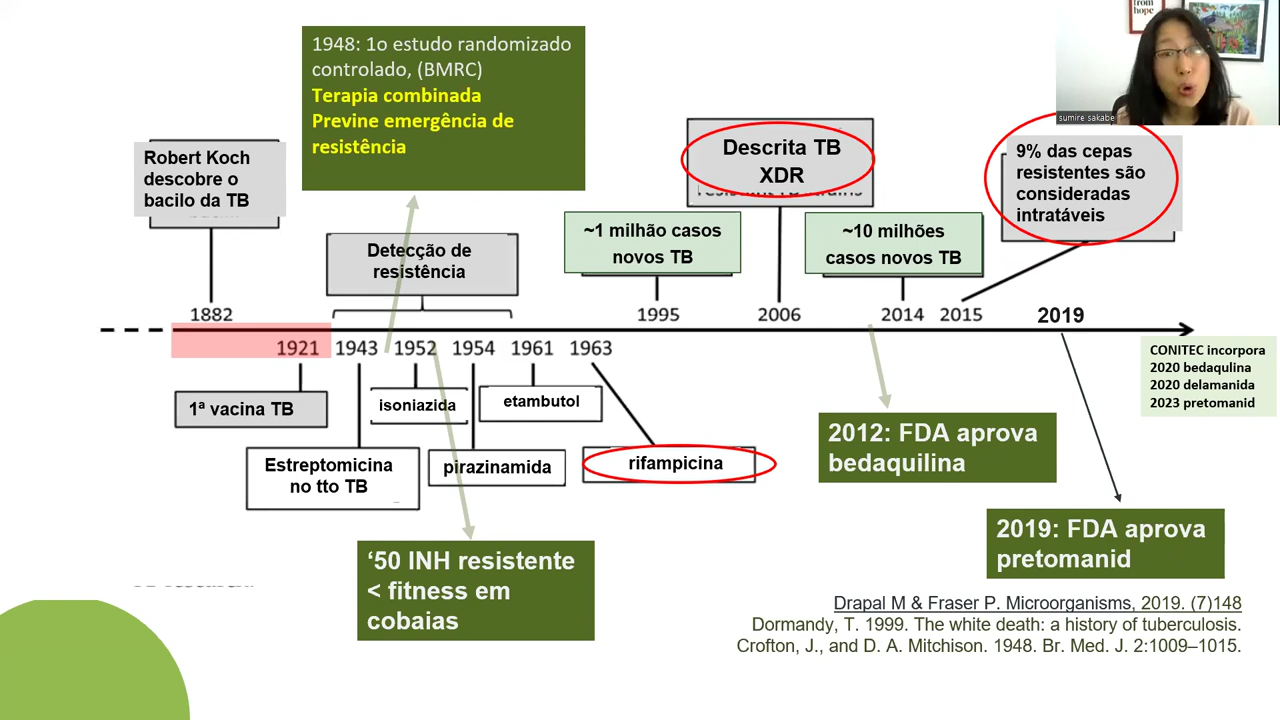 1948: 1o estudo randomizado
controlado, (BMRC)
Terapia combinada
Previne emergência de
resistência
from
hope
sumire sakabe
Robert Koch
descobre o
bacilo da TB
Detecção de
resistência
~1 milhão casos
novos TB
Descrita TB
XDR
~10 milhões
casos novos TB
9% das cepas
resistentes são
consideradas
intratáveis
1882
1995
2006
2014
2015
2019
1921
1943
1952
1954
1961
1963
CONITEC incorpora
2020 bedaqulina
2020 delamanida
2023 pretomanid
1ª vacina TB
isoniazida
etambutol
Estreptomicina
no tto TB
pirazinamida
rifampicina
2012: FDA aprova
bedaquilina
2019: FDA aprova
pretomanid
‘50 INH resistente
< fitness em
cobaias
Drapal M & Fraser P. Microorganisms, 2019. (7)148
Dormandy, T. 1999. The white death: a history of tuberculosis.
Crofton, J., and D. A. Mitchison. 1948. Br. Med. J. 2:1009–1015.